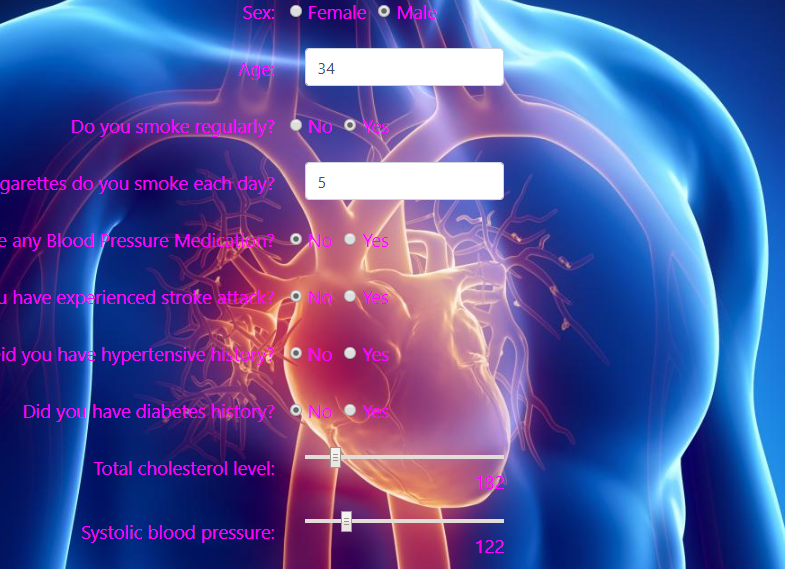 Sex: Female Male
Age: 34
Do you smoke regularly? No Yes
garettes do you smoke each day? 5
e any Blood Pressure Medication? No Yes
u have experienced stroke attack? No Yes
id you have hypertensive history? No Yes
Did you have diabetes history? No Yes
Total cholesterol level:
Systolic blood pressure:
122